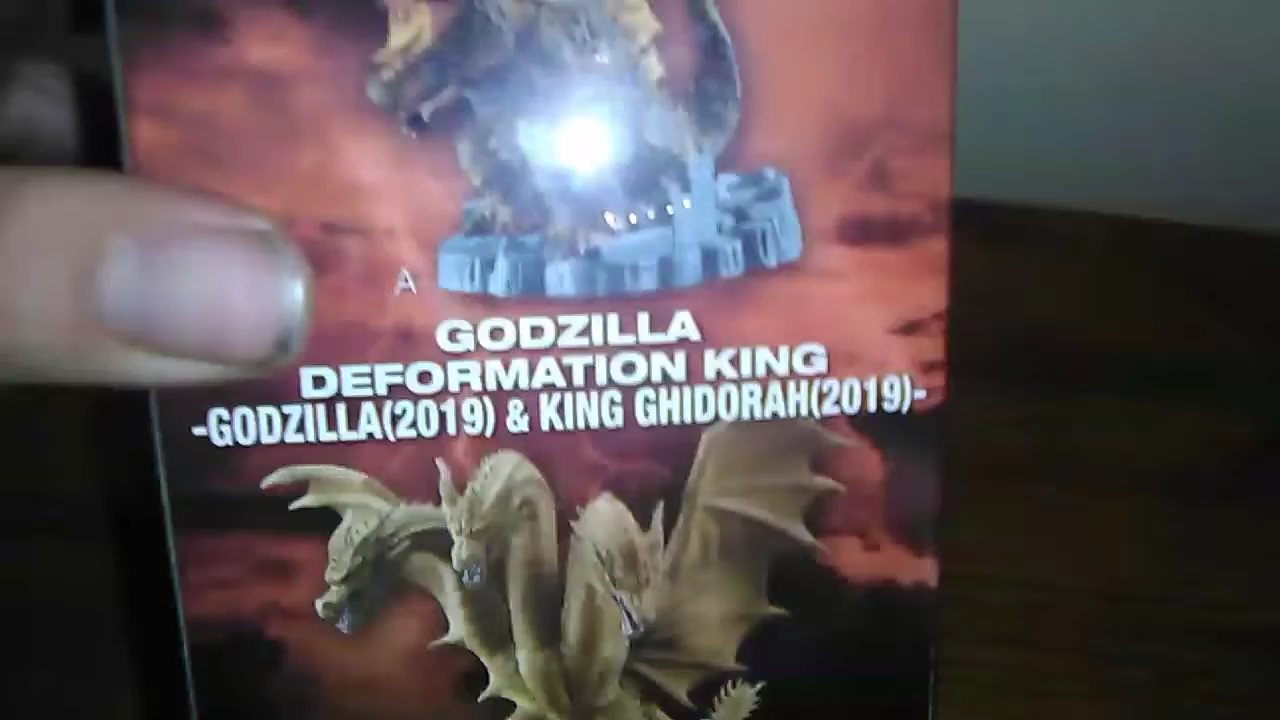 A
GODZILLA
DEFORMATION KING
-GODZILLA(2019) & KING GHIDORAH(2019)-